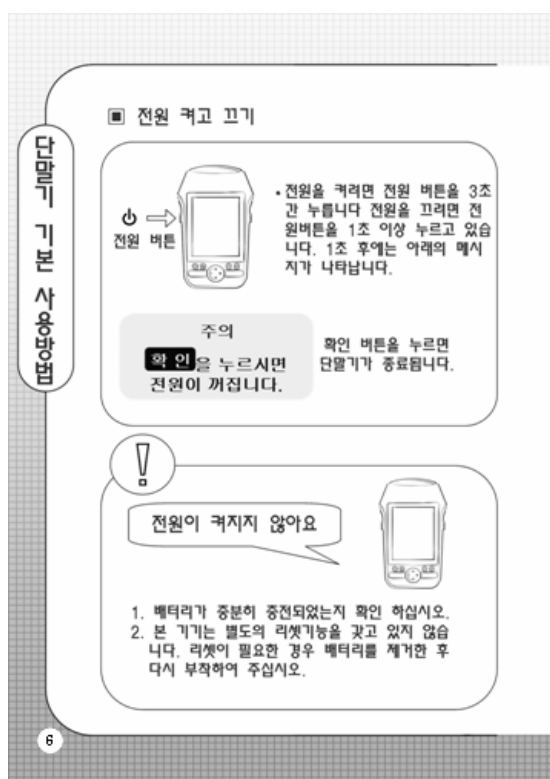 단말기 기본 사용방법
▣ 전원 켜고 끄기
전원 버튼
• 전원을 켜려면 전원 버튼을 3초
간 누릅니다 전원을 끄려면 전
원버튼을 1초 이상 누르고 있습
니다. 1초 후에는 아래의 메시
지가 나타납니다.
주의
확 인을 누르시면
전원이 꺼집니다.
확인 버튼을 누르면
단말기가 종료됩니다.
!
전원이 켜지지 않아요
1. 배터리가 충분히 충전되었는지 확인 하십시오.
2. 본 기기는 별도의 리셋기능을 갖고 있지 않습
니다. 리셋이 필요한 경우 배터리를 제거한 후
다시 부착하여 주십시오.
6